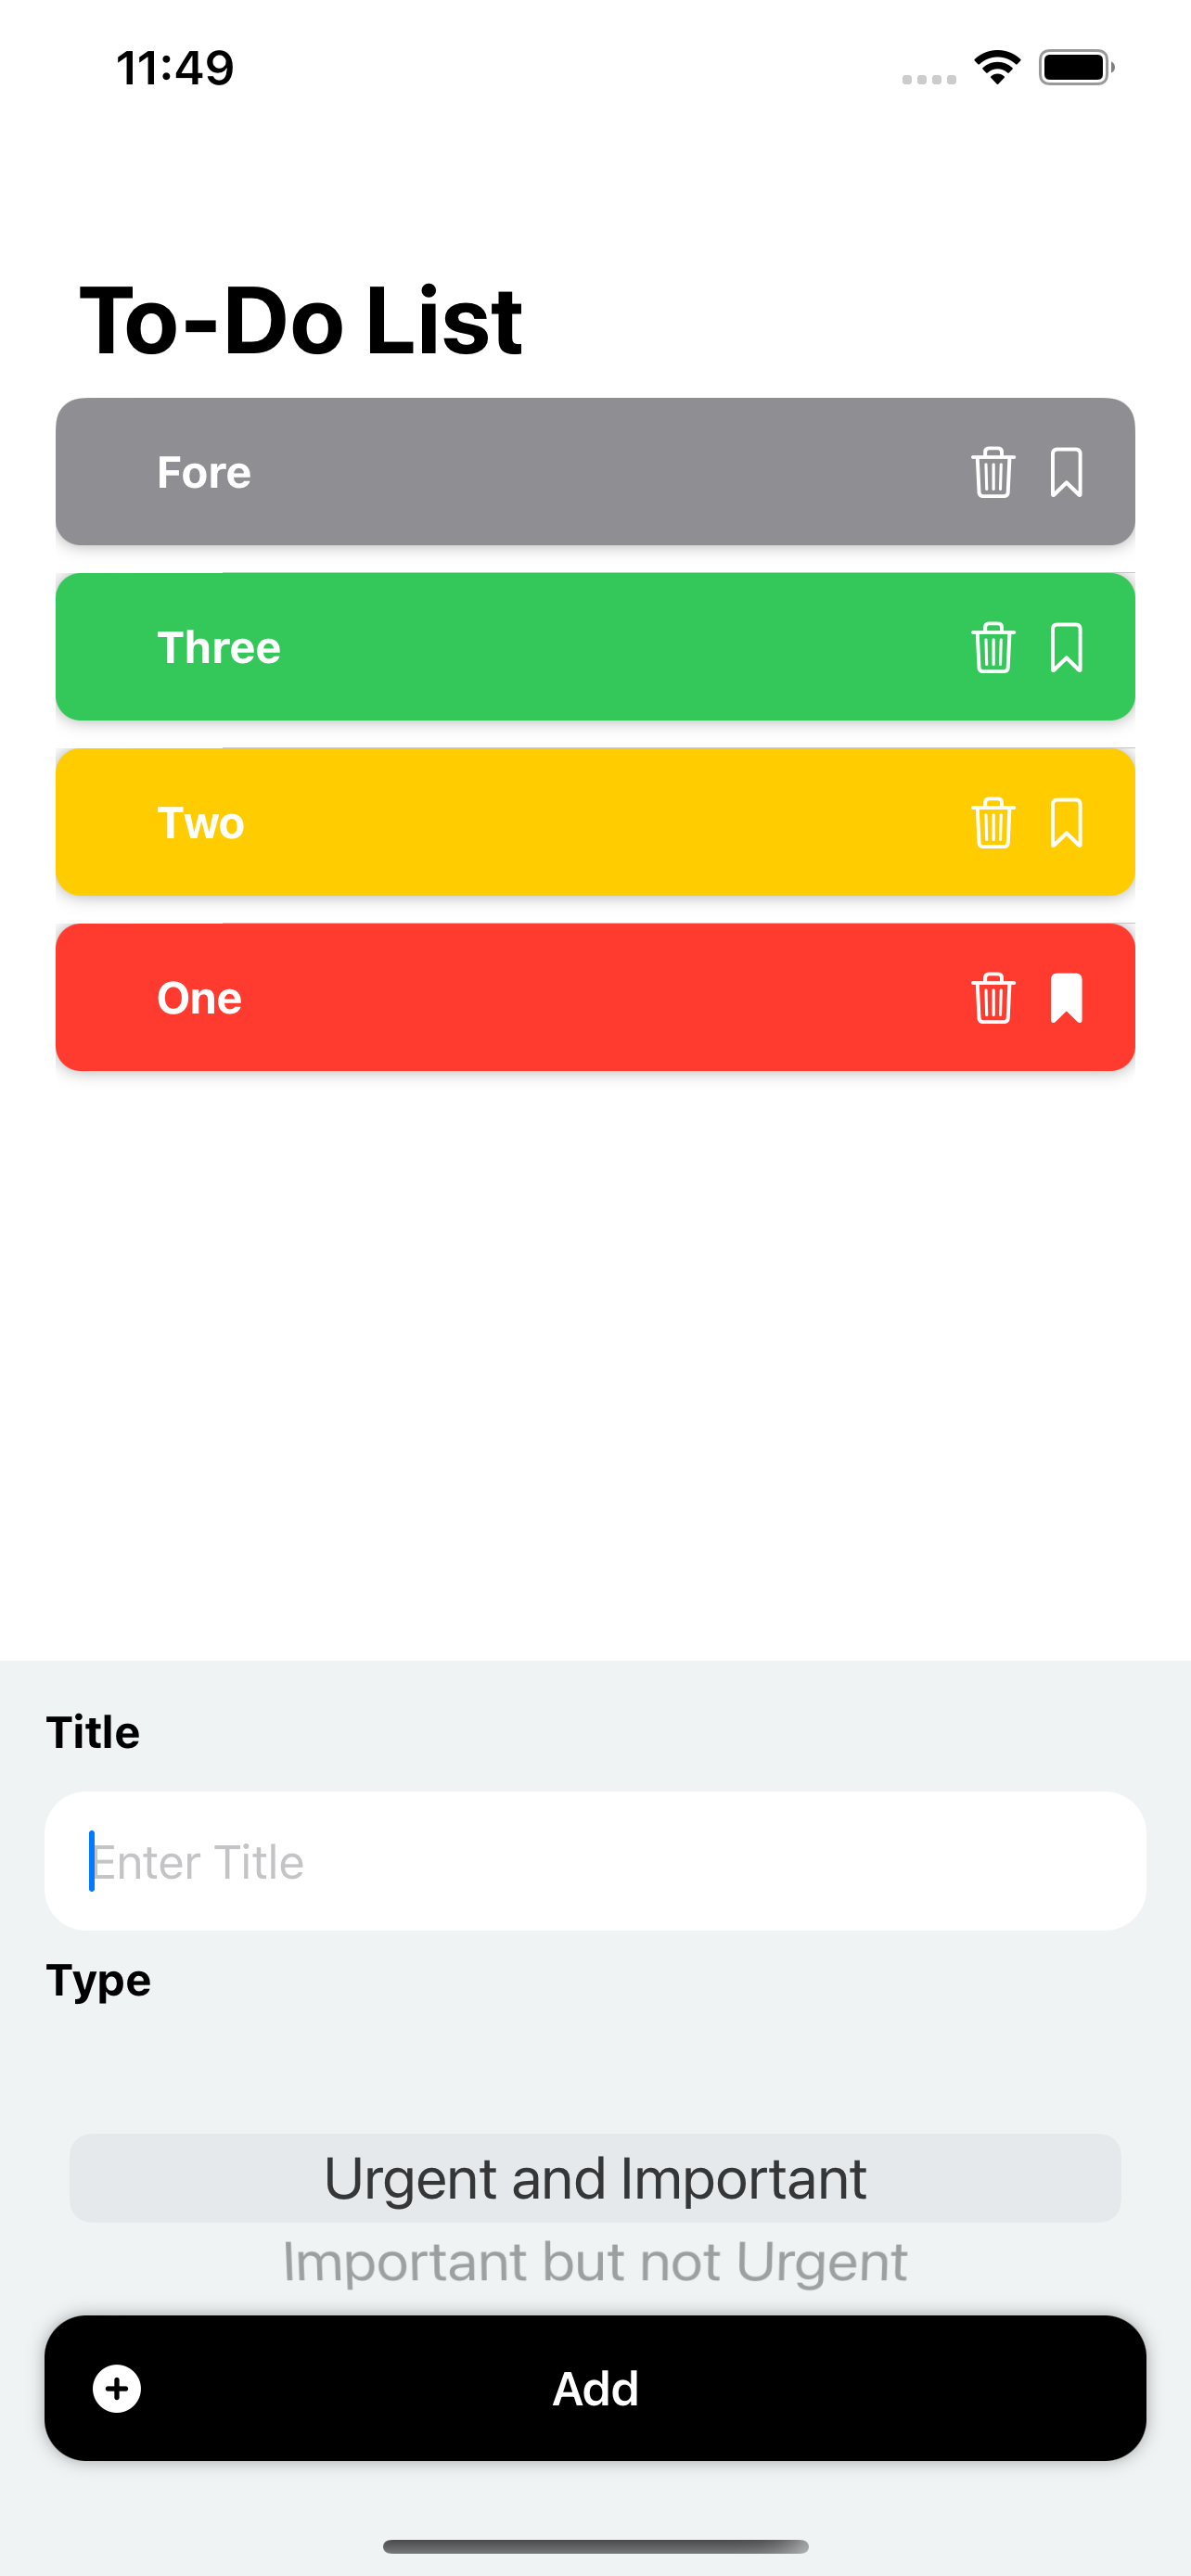 11:49
To-Do List
Fore
Three
Two
One
Title
Enter Title
Type
Urgent and Important
Important but not Urgent
Add